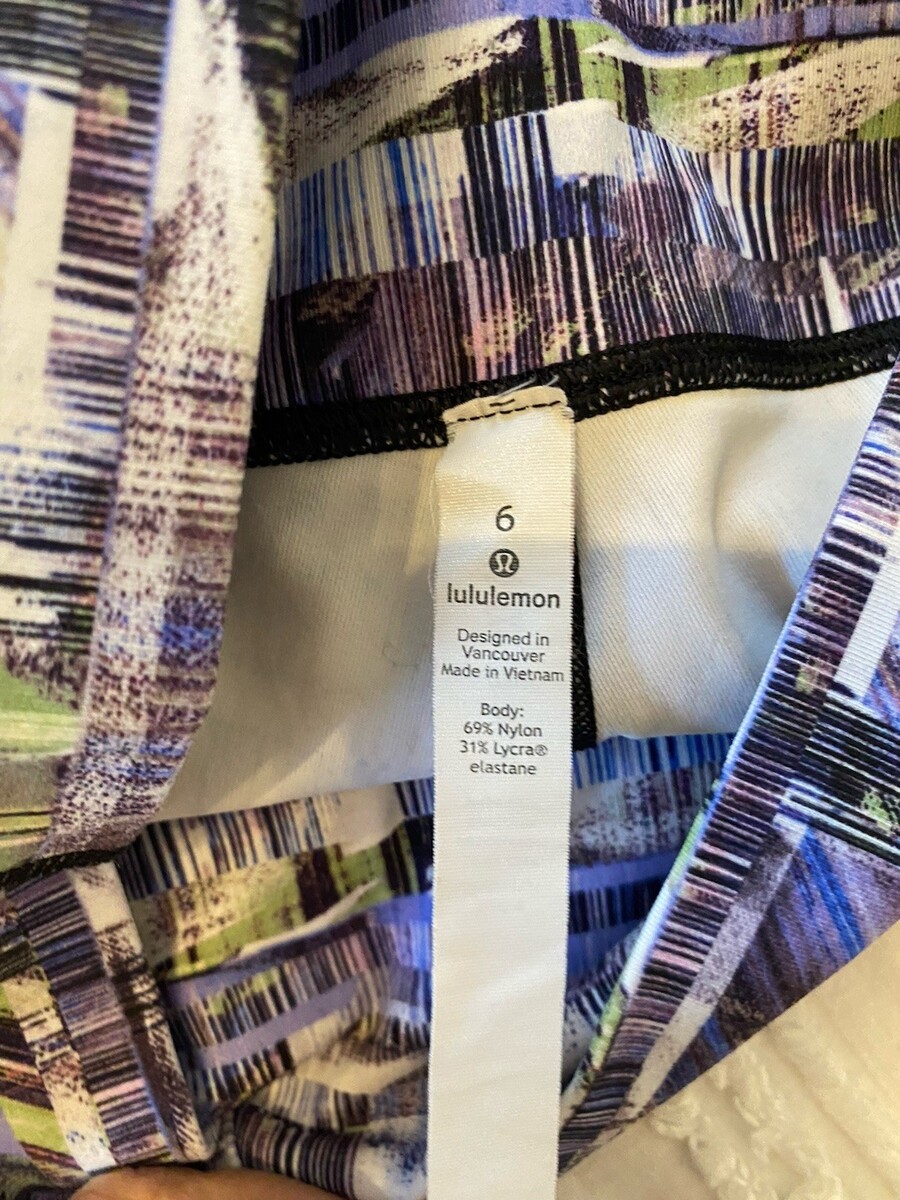 6
lululemon
Designed in
Vancouver
Made in Vietnam
Body:
69% Nylon
31% Lycra®
elastane